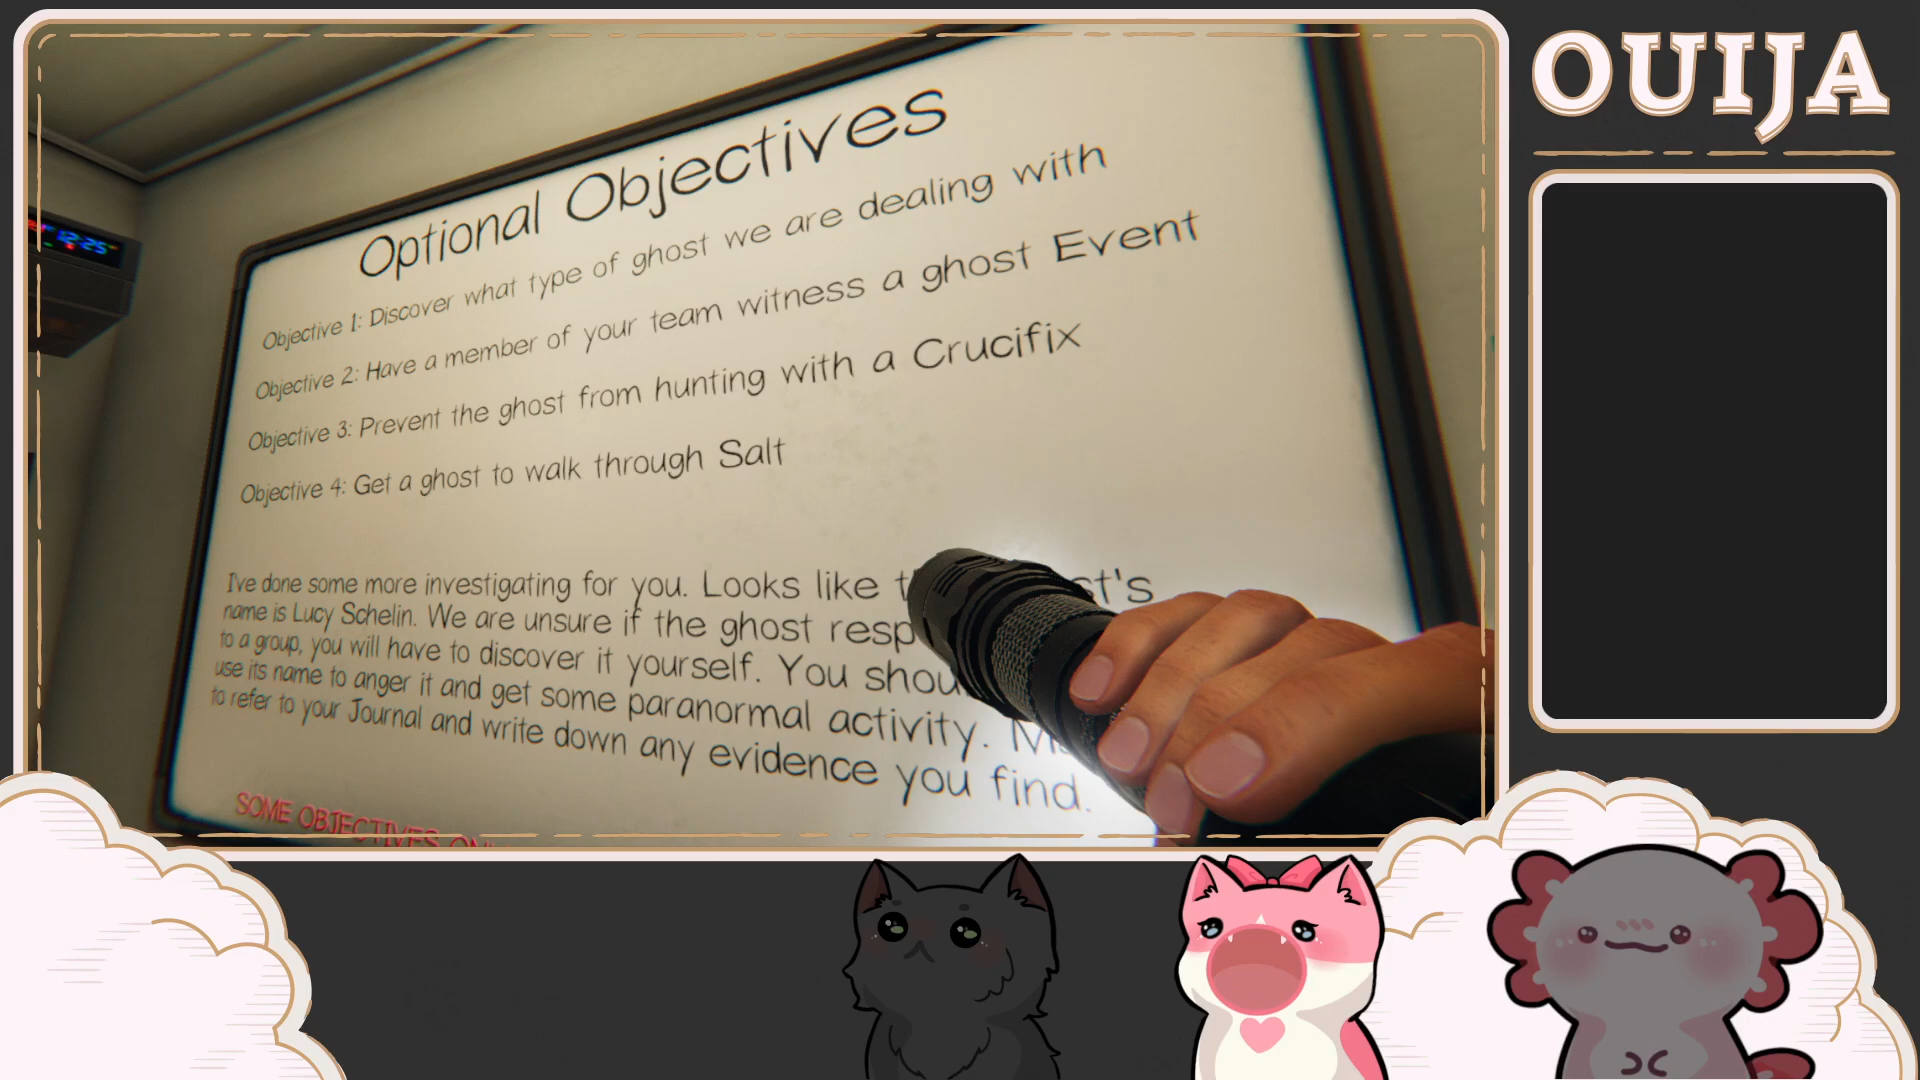 OUIJA
12:25
Optional Objectives
Objective 1: Discover what type of ghost we are dealing with
Objective 2: Have a member of your team witness a ghost Event
Objective 3: Prevent the ghost from hunting with a Crucifix
Objective 4: Get a ghost to walk through Salt
I've done some more investigating for you. Looks like
name is Lucy Schelin. We are unsure if the ghost
to a group, you will have to discover it yourself. You
use its name to anger it and get some paranormal activity.
to refer to your Journal and write down any evidence you find.
SOME OBJECTIVES